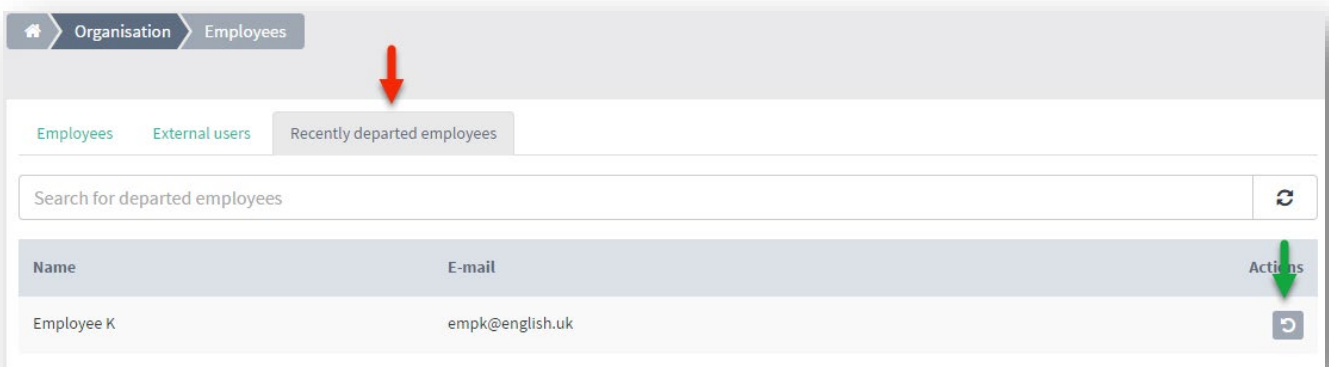 Organisation Employees
Employees External users Recently departed employees
Search for departed employees
Name E-mail Actions
Employee K empk@english.uk